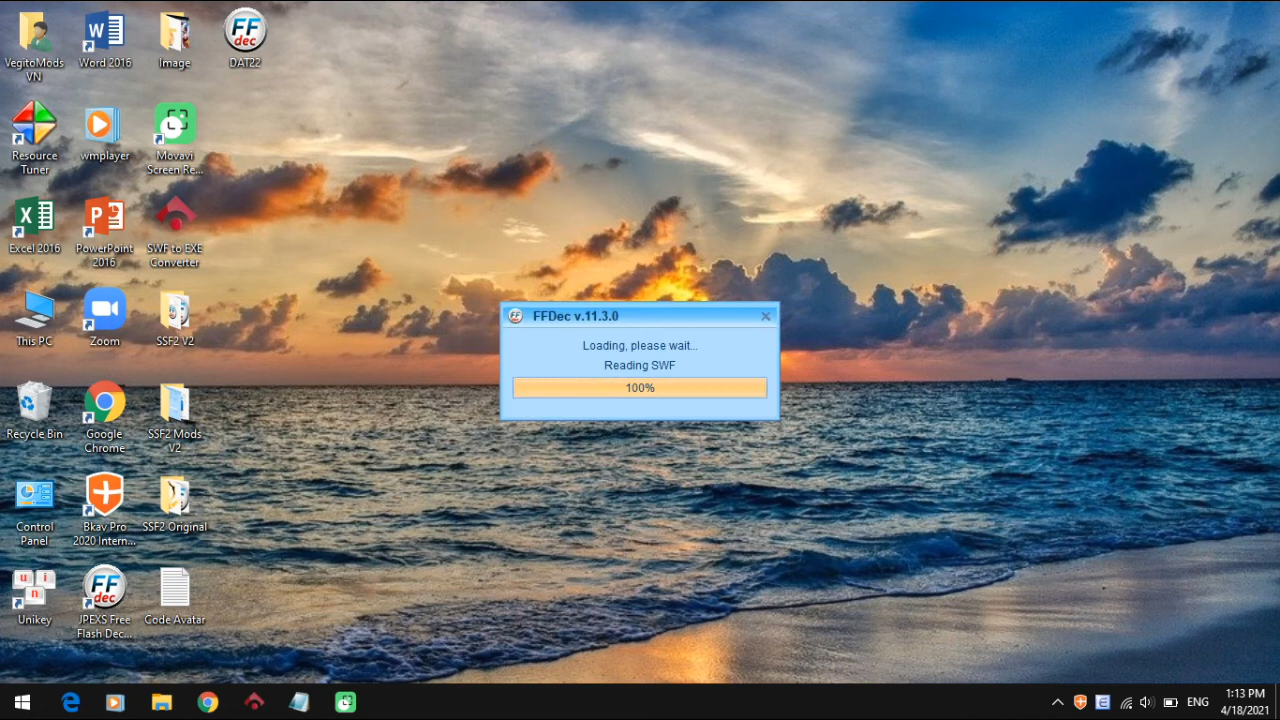 VegitoMods
VN
Word 2016
Image
FF
dec
DAT22
Resource
Tuner
wmplayer
Movavi
Screen Re...
Excel 2016
PowerPoint
2016
SWF to EXE
Converter
This PC
Zoom
SSF2 V2
Recycle Bin
Google
Chrome
SSF2 Mods
V2
Control
Panel
Bkav Pro
2020 Intern...
SSF2 Original
u i
n
Unikey
FF
dec
JPEXS Free
Flash Dec...
Code Avatar
FFDec v.11.3.0
Loading, please wait...
Reading SWF
100%
ENG
1:13 PM
4/18/2021